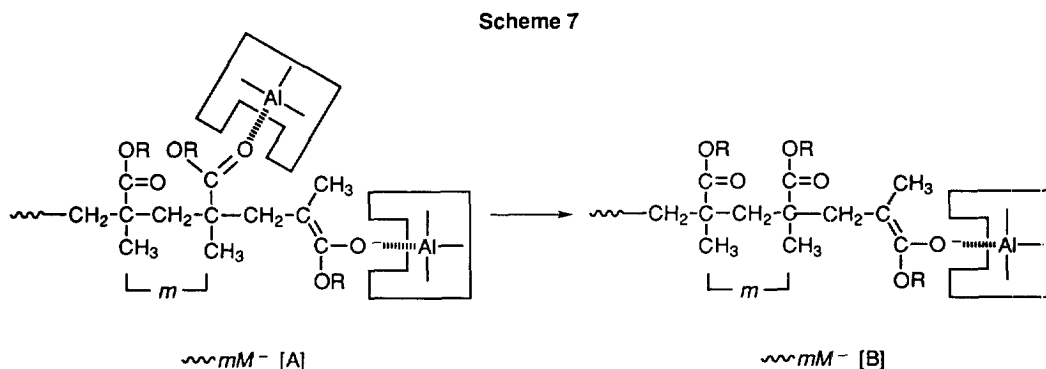 Scheme 7
Al
OR OR O OR OR
C=O C CH₃ C=O C=O CH₃
CH₂—C—CH₂—C—CH₂—C C—O⁻ Al CH₂—C—CH₂—C—CH₂—C C—O⁻ Al
CH₃ CH₃ OR CH₃ CH₃ OR
m m
mM⁻ [A] mM⁻ [B]